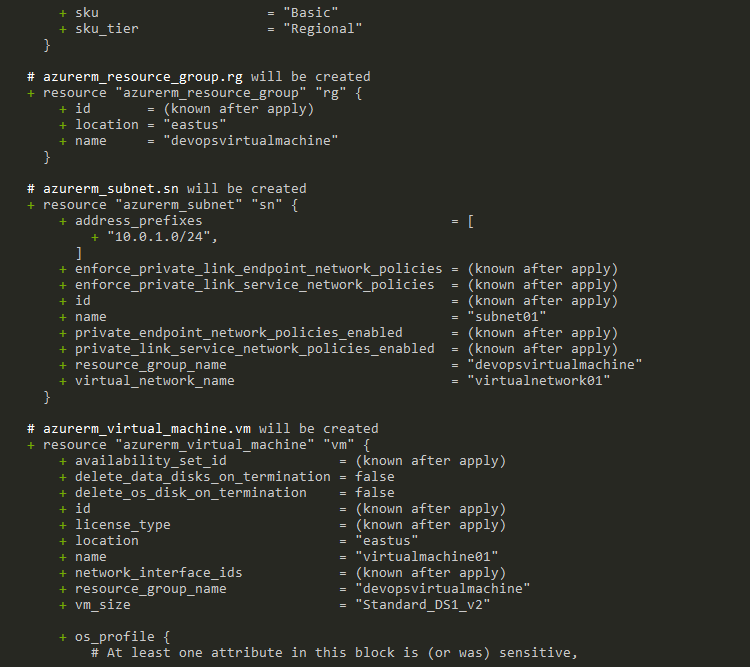 + sku = "Basic"
+ sku_tier = "Regional"
}
# azurerm_resource_group.rg will be created
+ resource "azurerm_resource_group" "rg" {
+ id = (known after apply)
+ location = "eastus"
+ name = "devopsvirtualmachine"
}
# azurerm_subnet.sn will be created
+ resource "azurerm_subnet" "sn" {
+ address_prefixes = [
+ "10.0.1.0/24",
]
+ enforce_private_link_endpoint_network_policies = (known after apply)
+ enforce_private_link_service_network_policies = (known after apply)
+ id = (known after apply)
+ name = "subnet01"
+ private_endpoint_network_policies_enabled = (known after apply)
+ private_link_service_network_policies_enabled = (known after apply)
+ resource_group_name = "devopsvirtualmachine"
+ virtual_network_name = "virtualnetwork01"
}
# azurerm_virtual_machine.vm will be created
+ resource "azurerm_virtual_machine" "vm" {
+ availability_set_id = (known after apply)
+ delete_data_disks_on_termination = false
+ delete_os_disk_on_termination = false
+ id = (known after apply)
+ license_type = (known after apply)
+ location = "eastus"
+ name = "virtualmachine01"
+ network_interface_ids = (known after apply)
+ resource_group_name = "devopsvirtualmachine"
+ vm_size = "Standard_DS1_v2"
+ os_profile {
# At least one attribute in this block is (or was) sensitive,